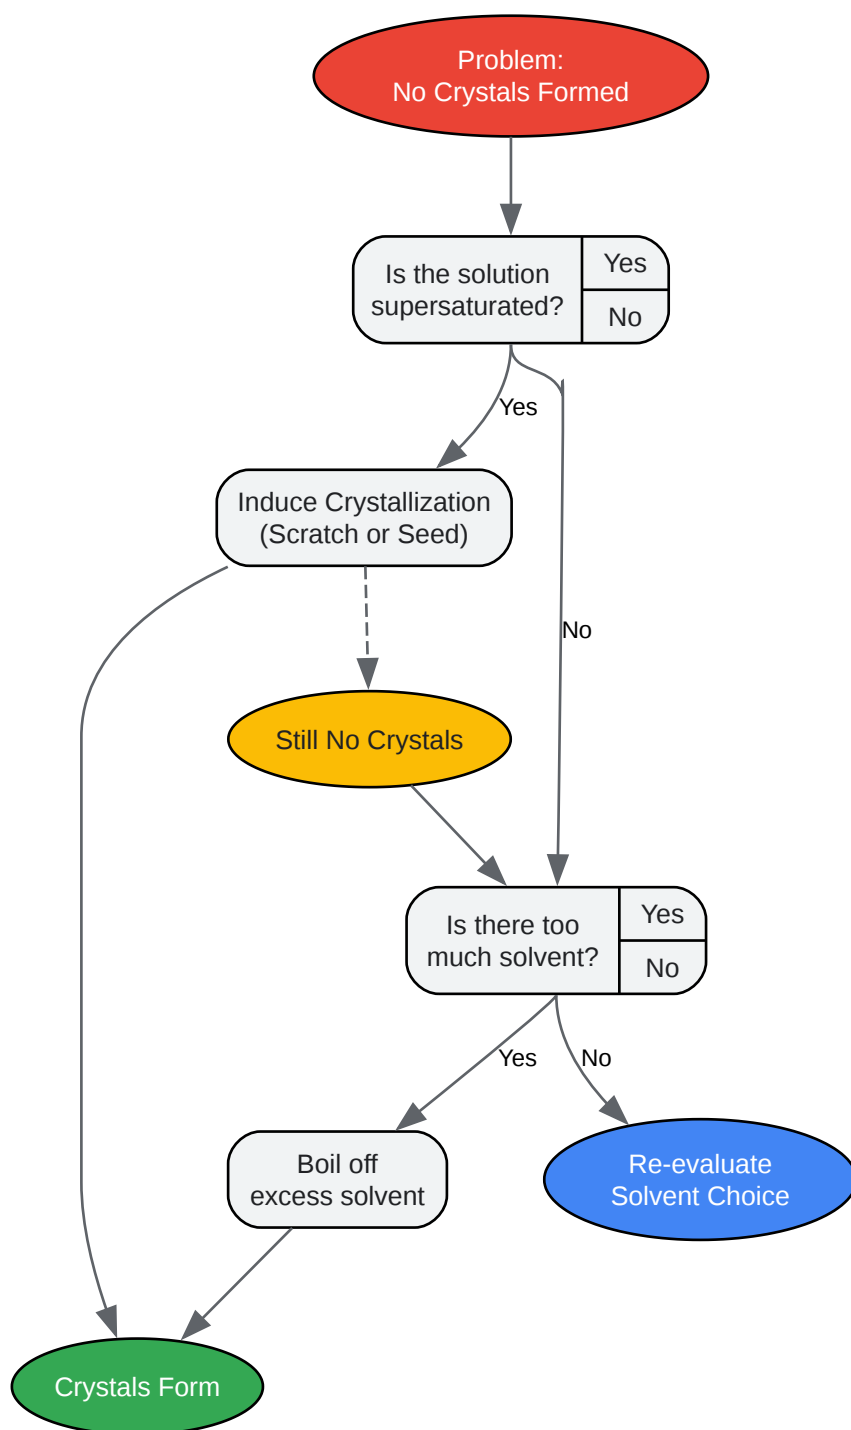 Problem:
No Crystals Formed
Is the solution
supersaturated?
Yes
No
Yes
Induce Crystallization
(Scratch or Seed)
No
Still No Crystals
Is there too
much solvent?
Yes
No
Yes
No
Boil off
excess solvent
Re-evaluate
Solvent Choice
Crystals Form